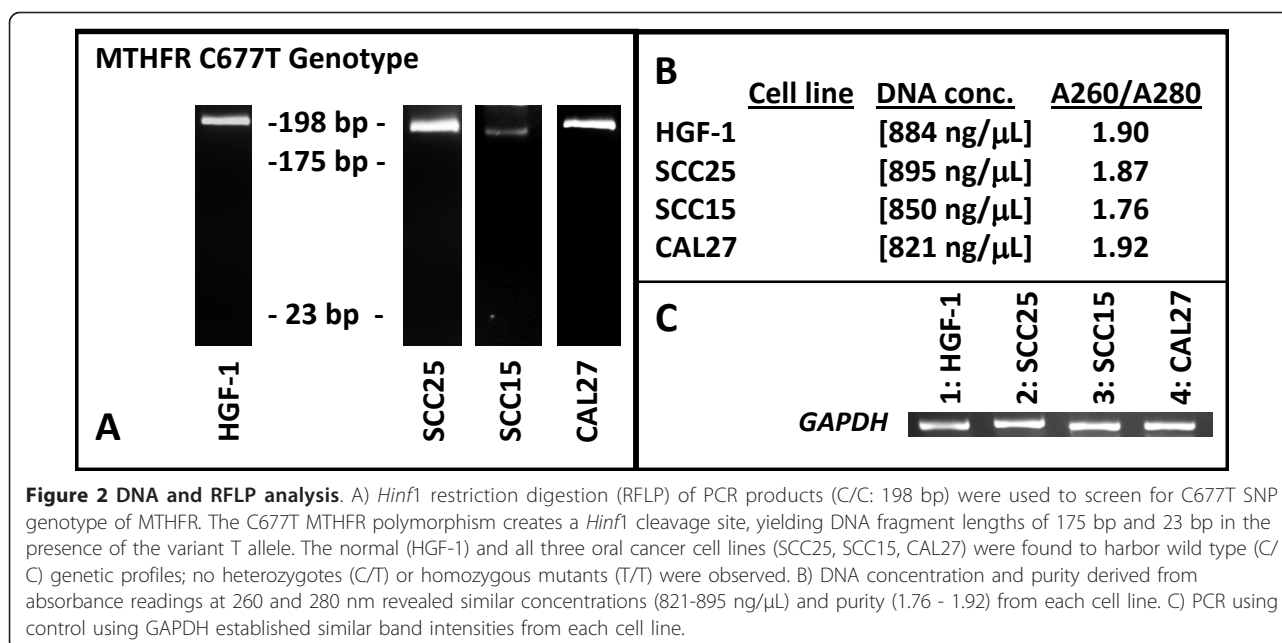 MTHFR C677T Genotype
-198 bp -
-175 bp -
- 23 bp -
HGF-1
SCC25
SCC15
CAL27
A
B
Cell line DNA conc. A260/A280
HGF-1 [884 ng/μL] 1.90
SCC25 [895 ng/μL] 1.87
SCC15 [850 ng/μL] 1.76
CAL27 [821 ng/μL] 1.92
C
1: HGF-1
2: SCC25
3: SCC15
4: CAL27
GAPDH
Figure 2 DNA and RFLP analysis. A) Hinf1 restriction digestion (RFLP) of PCR products (C/C: 198 bp) were used to screen for C677T SNP
genotype of MTHFR. The C677T MTHFR polymorphism creates a Hinf1 cleavage site, yielding DNA fragment lengths of 175 bp and 23 bp in the
presence of the variant T allele. The normal (HGF-1) and all three oral cancer cell lines (SCC25, SCC15, CAL27) were found to harbor wild type (C/
C) genetic profiles; no heterozygotes (C/T) or homozygous mutants (T/T) were observed. B) DNA concentration and purity derived from
absorbance readings at 260 and 280 nm revealed similar concentrations (821-895 ng/μL) and purity (1.76 - 1.92) from each cell line. C) PCR using
control using GAPDH established similar band intensities from each cell line.